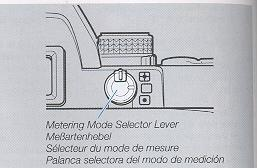 Metering Mode Selector Lever
Meßartenhebel
Sélecteur du mode de mesure
Palanca selectora del modo de medición